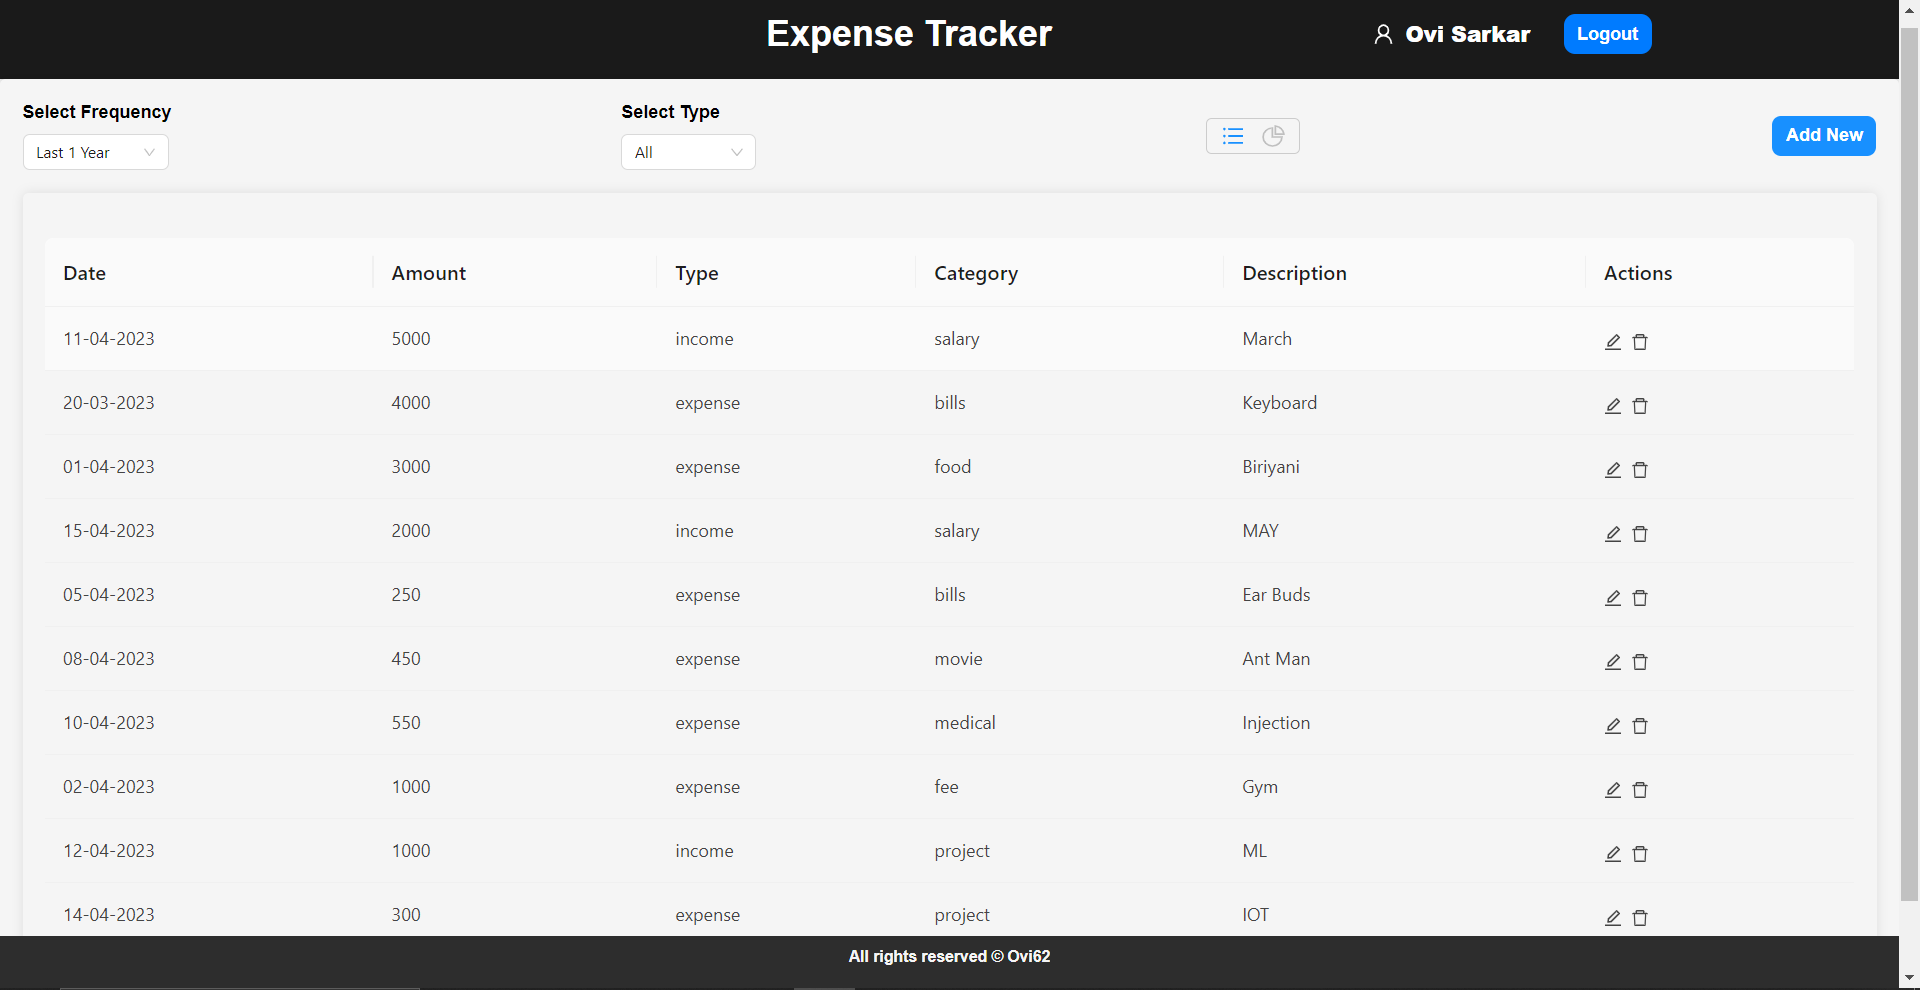 Expense Tracker Ovi Sarkar Logout
Select Frequency Select Type
Last 1 Year All Add New
Date Amount Type Category Description Actions
11-04-2023 5000 income salary March
20-03-2023 4000 expense bills Keyboard
01-04-2023 3000 expense food Biriyani
15-04-2023 2000 income salary MAY
05-04-2023 250 expense bills Ear Buds
08-04-2023 450 expense movie Ant Man
10-04-2023 550 expense medical Injection
02-04-2023 1000 expense fee Gym
12-04-2023 1000 income project ML
14-04-2023 300 expense project IOT
All rights reserved © Ovi62